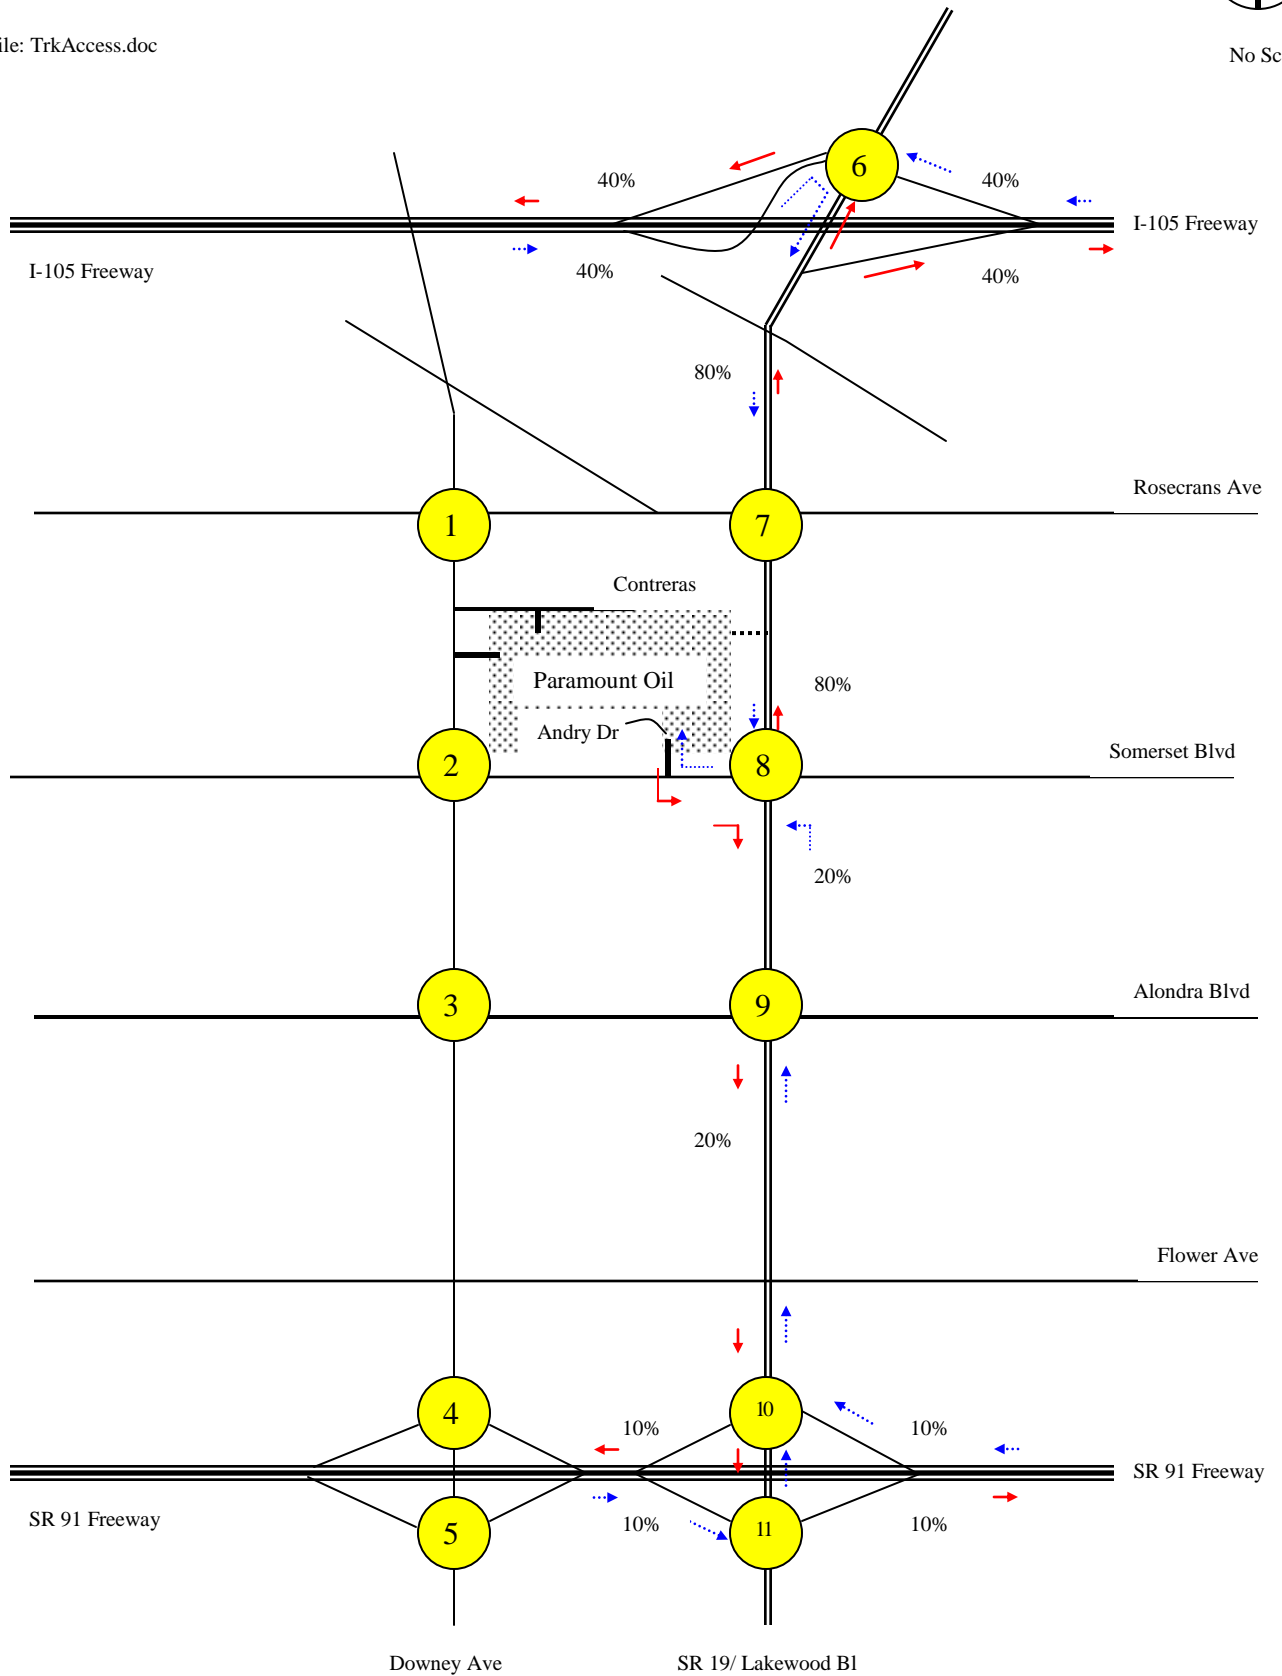 ile: TrkAccess.doc
No Sc
6
40%
40%
I-105 Freeway
I-105 Freeway
40%
40%
80%
Rosecrans Ave
1
7
Contreras
Paramount Oil
80%
Andry Dr
Somerset Blvd
2
8
20%
Alondra Blvd
3
9
20%
Flower Ave
4
10
10%
10%
SR 91 Freeway
SR 91 Freeway
10%
10%
5
11
Downey Ave
SR 19/ Lakewood Bl